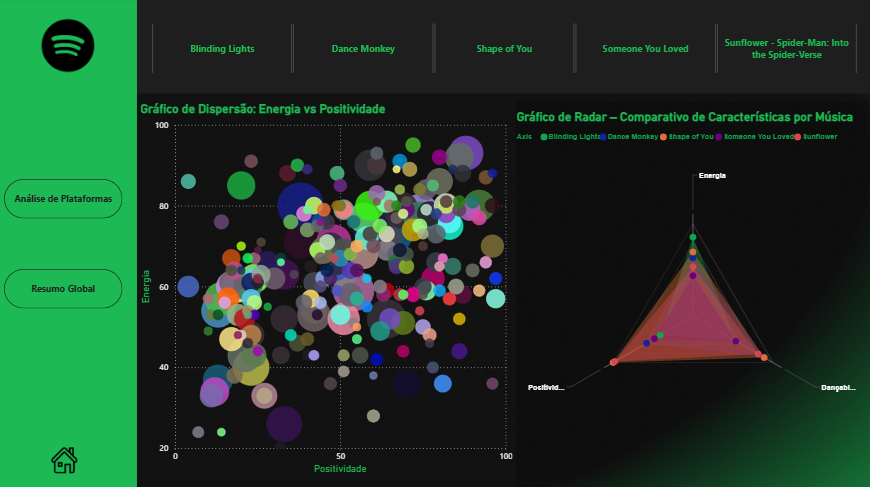 Blinding Lights
Dance Monkey
Shape of You
Someone You Loved
Sunflower - Spider-Man: Into
the Spider-Verse
Análise de Plataformas
Resumo Global
Gráfico de Dispersão: Energia vs Positividade
100
80
60
40
20
0
50
100
Energia
Positividade
Gráfico de Radar – Comparativo de Características por Música
Axis Blinding Lights Dance Monkey Shape of You Someone You Loved Sunflower
Energia
Positivid...
Dançabi...